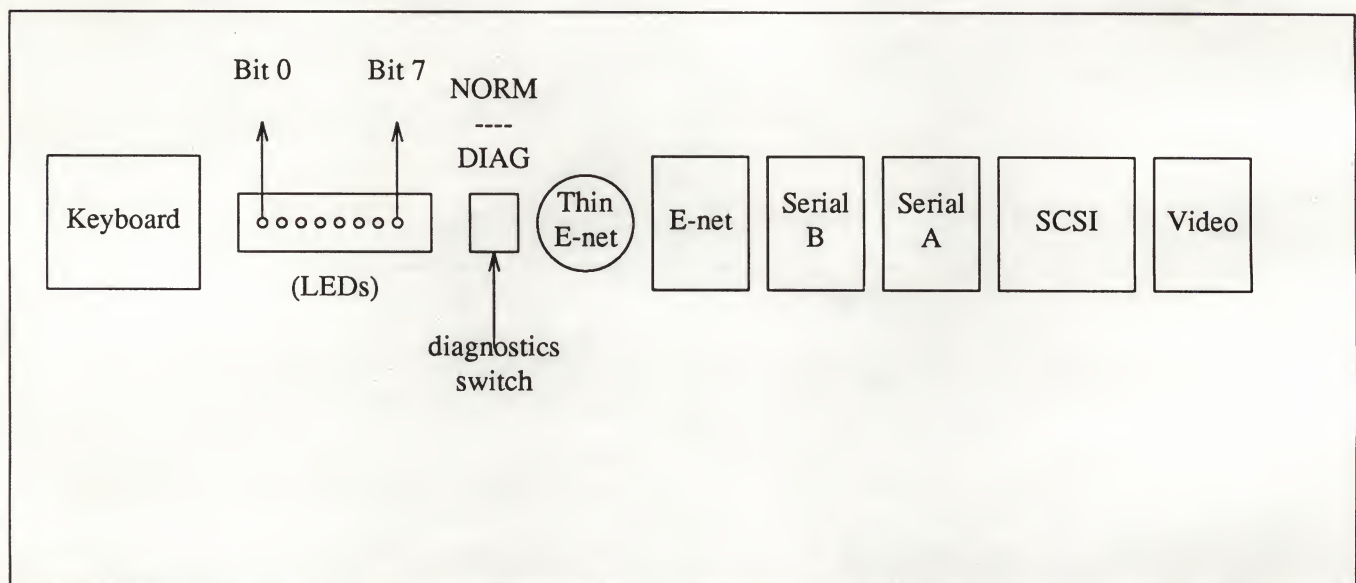 Bit 0
Bit 7
NORM
----
DIAG
Keyboard
(LEDs)
diagnostics
switch
Thin
E-net
E-net
Serial
B
Serial
A
SCSI
Video